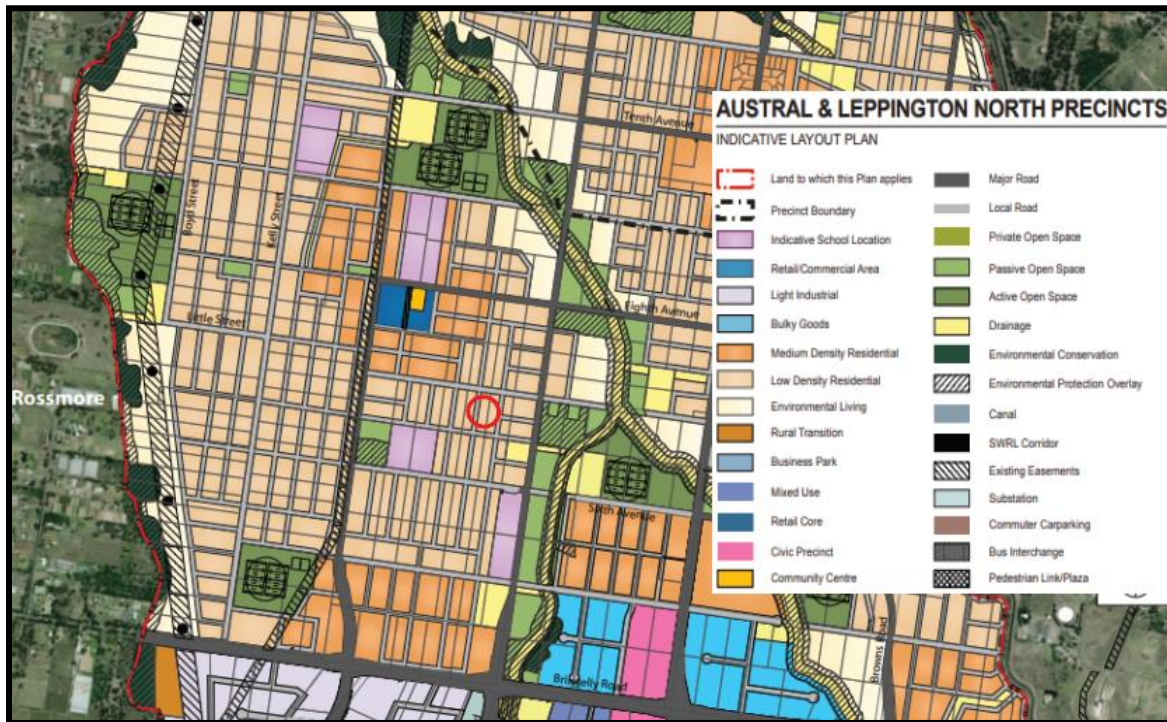 AUSTRAL & LEPPINGTON NORTH PRECINCTS
INDICATIVE LAYOUT PLAN
Land to which this Plan applies
Precinct Boundary
Indicative School Location
Retail/Commercial Area
Light Industrial
Bulky Goods
Medium Density Residential
Low Density Residential
Environmental Living
Rural Transition
Business Park
Mixed Use
Retail Core
Civic Precinct
Community Centre
Major Road
Local Road
Private Open Space
Passive Open Space
Active Open Space
Drainage
Environmental Conservation
Environmental Protection Overlay
Canal
SWRL Corridor
Existing Easements
Substation
Commuter Carparking
Bus Interchange
Pedestrian Link/Plaza
Tenth Avenue
Boyd Street
Kelly Street
Eighth Avenue
Little Street
Rossmore
Sixth Avenue
Browns Road
Bringelly Road